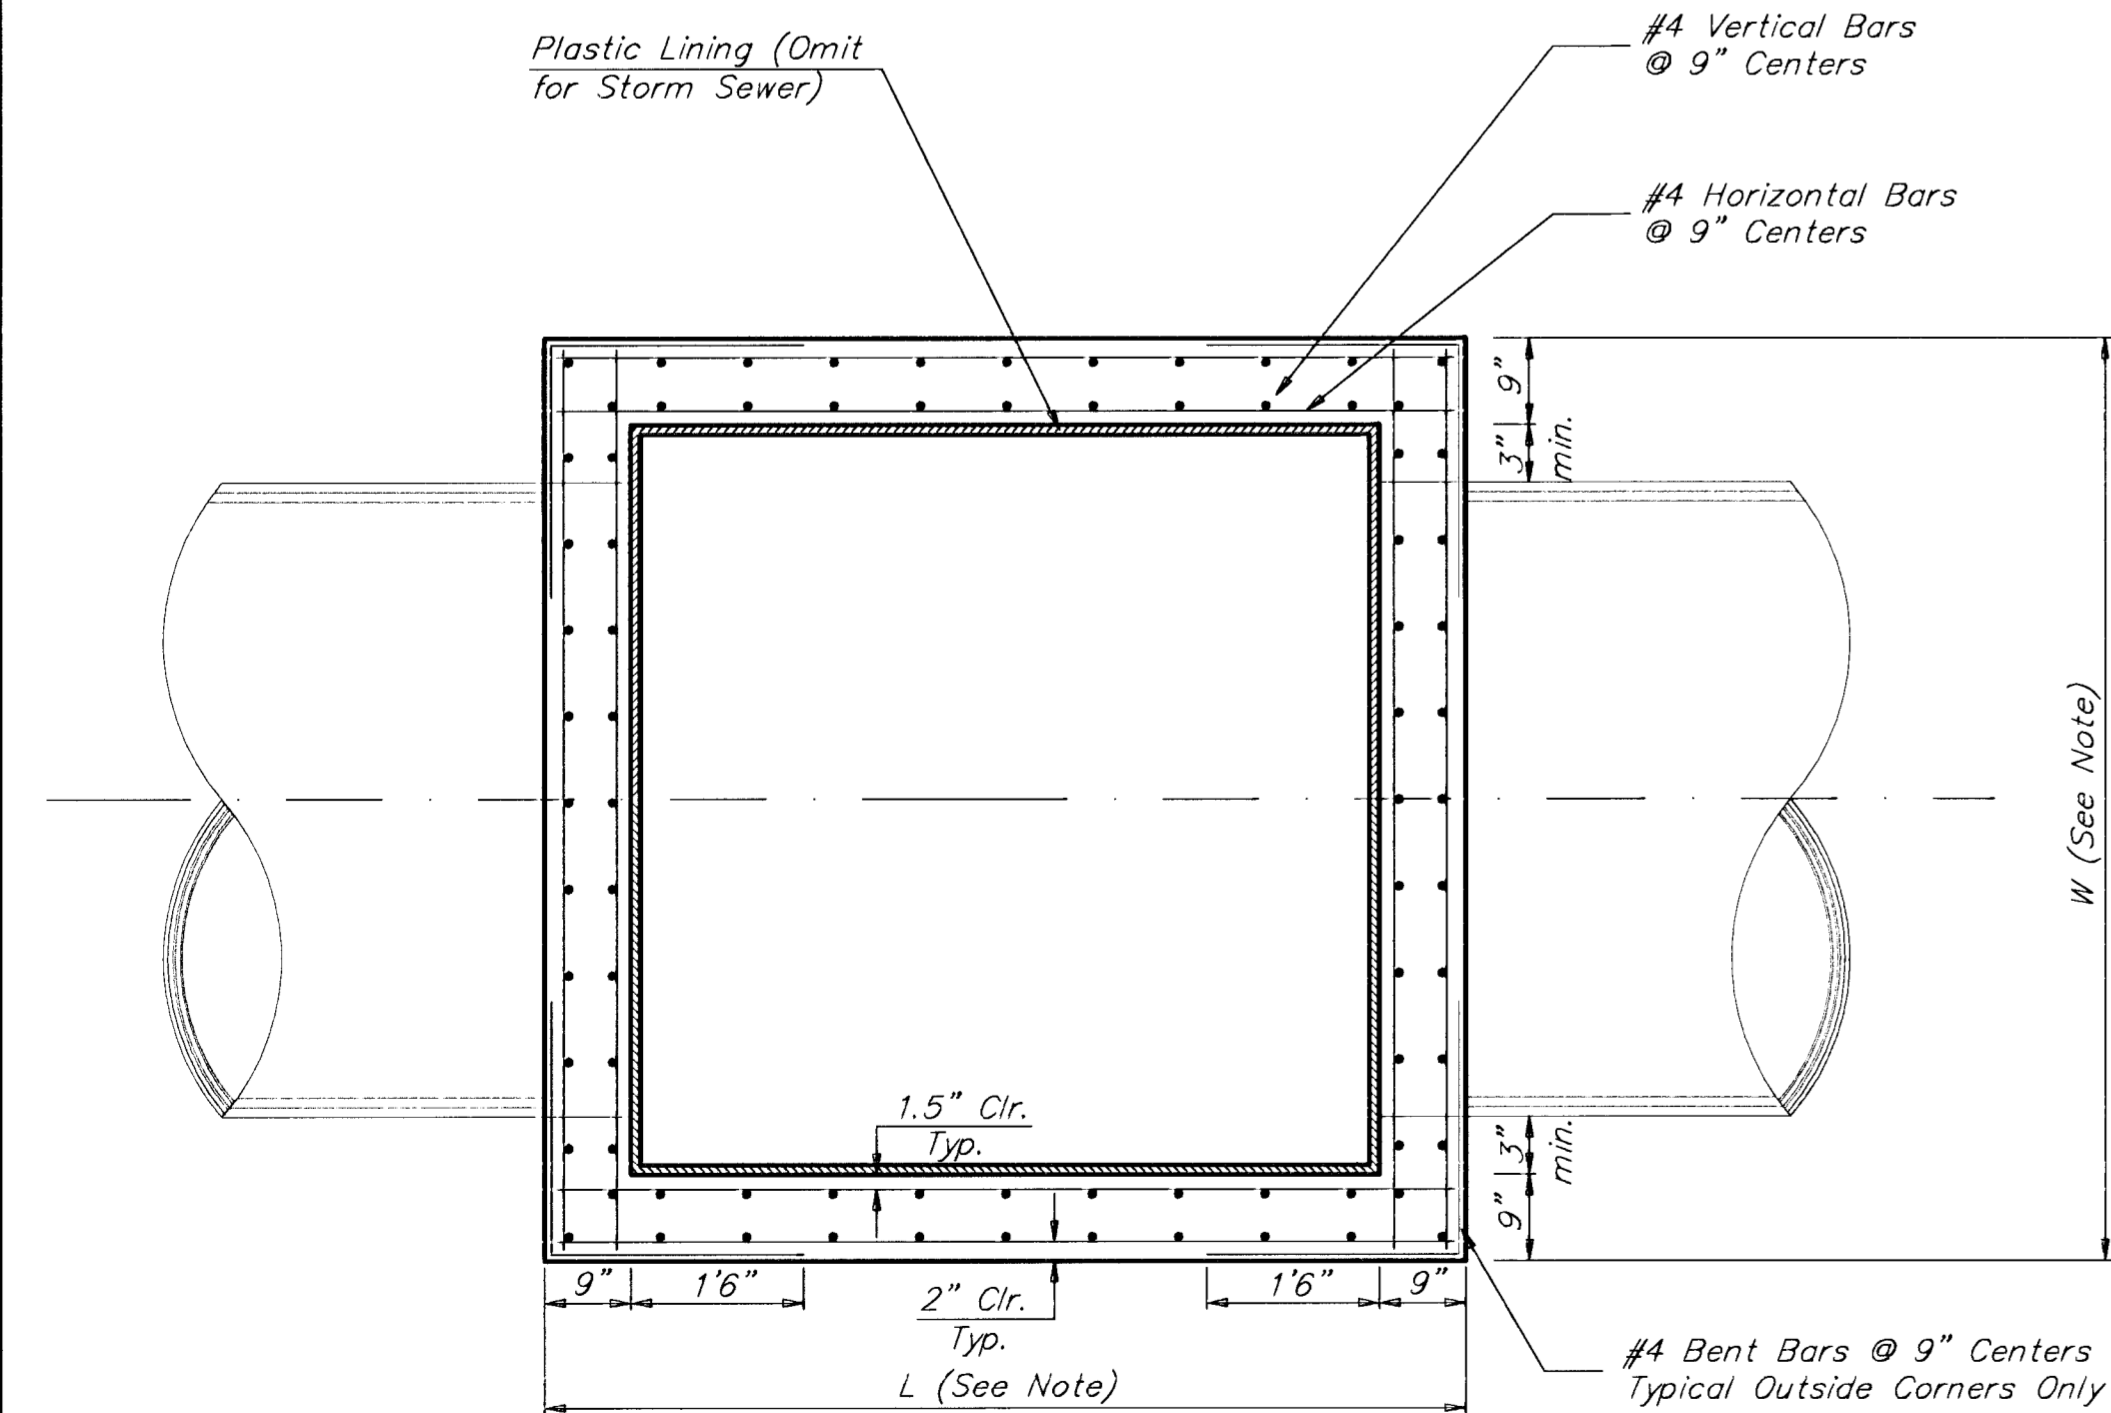 Plastic Lining (Omit
for Storm Sewer)
#4 Vertical Bars
@ 9" Centers
#4 Horizontal Bars
@ 9" Centers
9"
3"
min.
W (See Note)
1.5" Clr.
Typ.
3"
min.
9"
9"
1'6"
2" Clr.
Typ.
1'6"
9"
L (See Note)
#4 Bent Bars @ 9" Centers
Typical Outside Corners Only